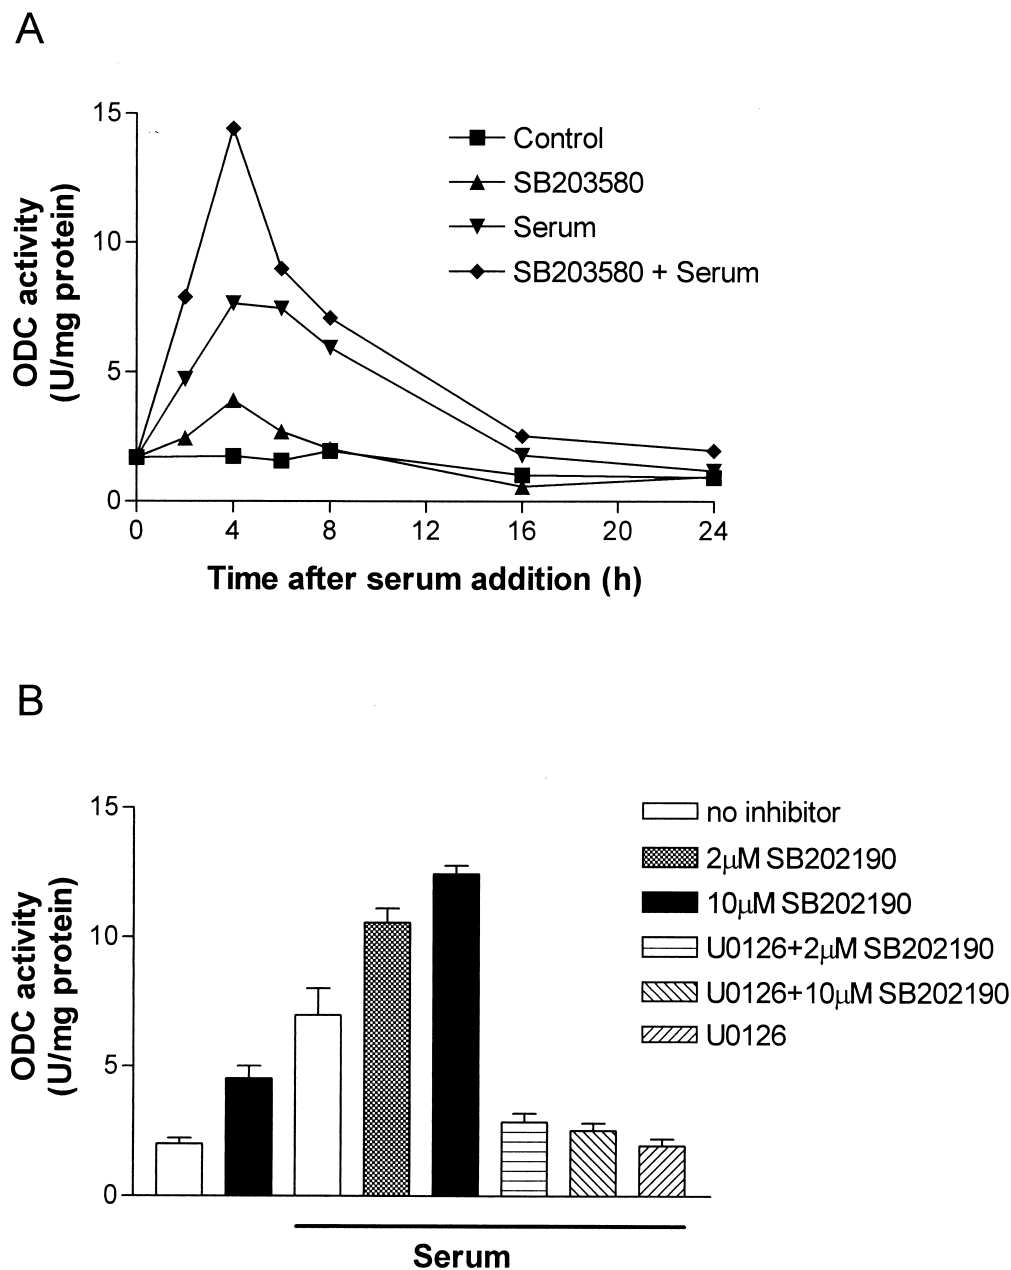 A
15
10
5
0
ODC activity
(U/mg protein)
Control
SB203580
Serum
SB203580 + Serum
0 4 8 12 16 20 24
Time after serum addition (h)
B
15
10
5
0
ODC activity
(U/mg protein)
no inhibitor
2μM SB202190
10μM SB202190
U0126+2μM SB202190
U0126+10μM SB202190
U0126
Serum